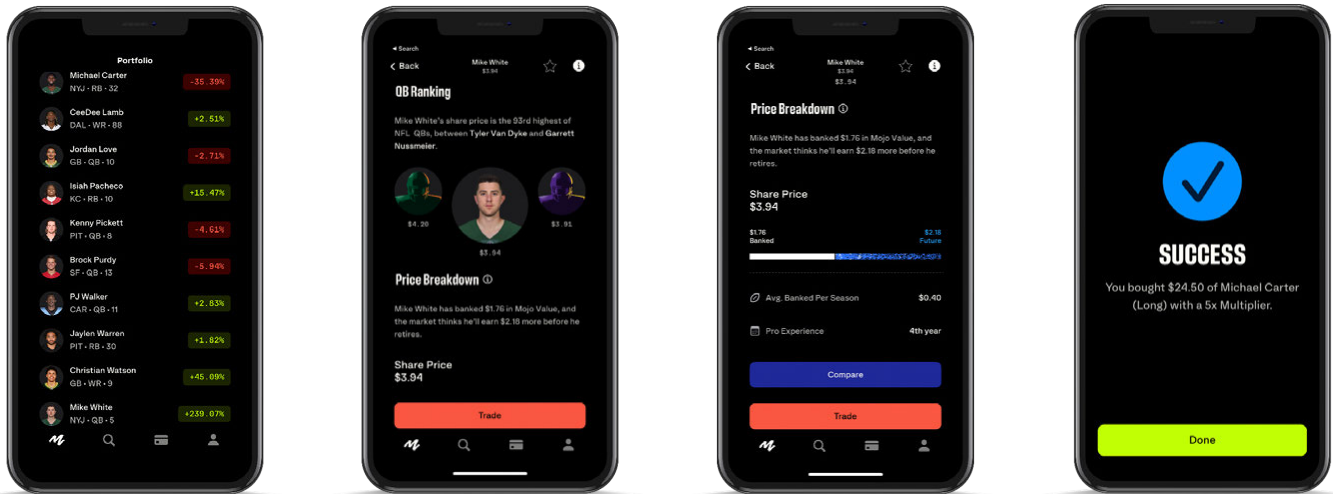 Portfolio
Michael Carter
NYJ • RB • 32
-35.39%
CeeDee Lamb
DAL • WR • 88
+2.51%
Jordan Love
GB • QB • 10
-2.71%
Isiah Pacheco
KC • RB • 10
+15.47%
Kenny Pickett
PIT • QB • 8
-4.61%
Brock Purdy
SF • QB • 13
-5.94%
PJ Walker
CAR • QB • 11
+2.83%
Jaylen Warren
PIT • RB • 30
+1.82%
Christian Watson
GB • WR • 9
+45.09%
Mike White
NYJ • QB • 5
+239.07%
Search
Back
Mike White
$3.94
QB Ranking
Mike White's share price is the 93rd highest of
NFL QBs, between Tyler Van Dyke and Garrett
Nussmeier.
$4.20
$3.94
$3.91
Price Breakdown
Mike White has banked $1.76 in Mojo Value, and
the market thinks he'll earn $2.18 more before he
retires.
Share Price
$3.94
Trade
Search
Back
Mike White
$3.94
$3.94
Price Breakdown
Mike White has banked $1.76 in Mojo Value, and
the market thinks he'll earn $2.18 more before he
retires.
Share Price
$3.94
$1.76
Banked
$2.18
Future
Avg. Banked Per Season
$0.40
Pro Experience
4th year
Compare
Trade
SUCCESS
You bought $24.50 of Michael Carter
(Long) with a 5x Multiplier.
Done